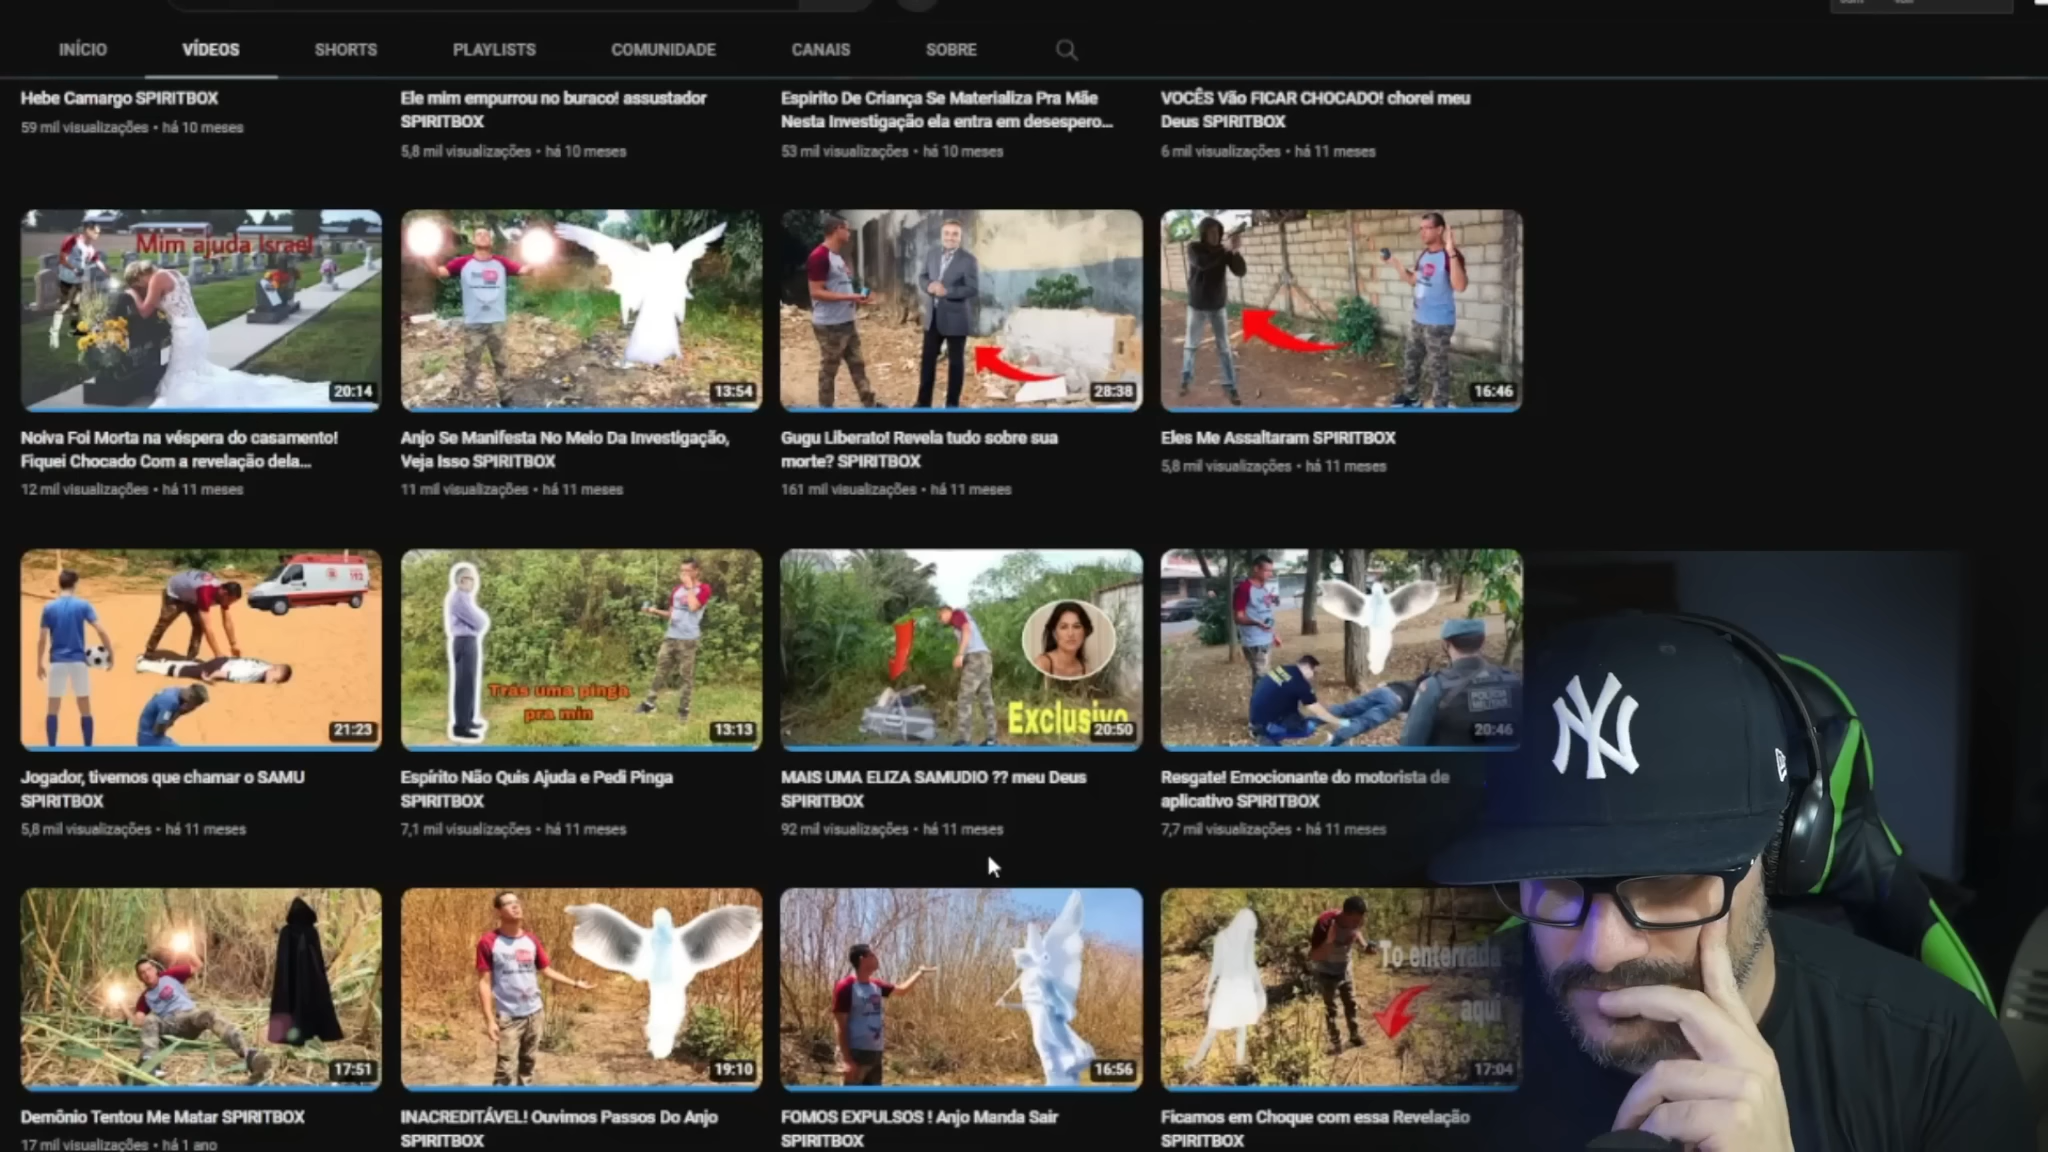 INÍCIO VÍDEOS SHORTS PLAYLISTS COMUNIDADE CANAIS SOBRE
Hebe Camargo SPIRITBOX
59 mil visualizações • há 10 meses
Ele mim empurrou no buraco! assustador
SPIRITBOX
5,8 mil visualizações • há 10 meses
Espirito De Criança Se Materializa Pra Mãe
Nesta Investigação ela entra em desespero...
53 mil visualizações • há 10 meses
VOCÊS Vão FICAR CHOCADO! chorei meu
Deus SPIRITBOX
6 mil visualizações • há 11 meses
Mim ajuda Israel
20:14
13:54
28:38
16:46
Noiva Foi Morta na véspera do casamento!
Fiquei Chocado Com a revelação dela...
12 mil visualizações • há 11 meses
Anjo Se Manifesta No Meio Da Investigação,
Veja Isso SPIRITBOX
11 mil visualizações • há 11 meses
Gugu Liberato! Revela tudo sobre sua
morte? SPIRITBOX
161 mil visualizações • há 11 meses
Eles Me Assaltaram SPIRITBOX
5,8 mil visualizações • há 11 meses
21:23
Tras uma pinga
pra min
13:13
Exclusivo
20:50
POLÍCIA
MILITAR
20:46
Jogador, tivemos que chamar o SAMU
SPIRITBOX
5,8 mil visualizações • há 11 meses
Espírito Não Quis Ajuda e Pedi Pinga
SPIRITBOX
7,1 mil visualizações • há 11 meses
MAIS UMA ELIZA SAMUDIO ?? meu Deus
SPIRITBOX
92 mil visualizações • há 11 meses
Resgate! Emocionante do motorista de
aplicativo SPIRITBOX
7,7 mil visualizações • há 11 meses
NY
17:51
19:10
16:56
To enterrada
aqui
17:04
Demônio Tentou Me Matar SPIRITBOX
17 mil visualizações • há 1 ano
INACREDITÁVEL! Ouvimos Passos Do Anjo
SPIRITBOX
FOMOS EXPULSOS ! Anjo Manda Sair
SPIRITBOX
Ficamos em Choque com essa Revelação
SPIRITBOX